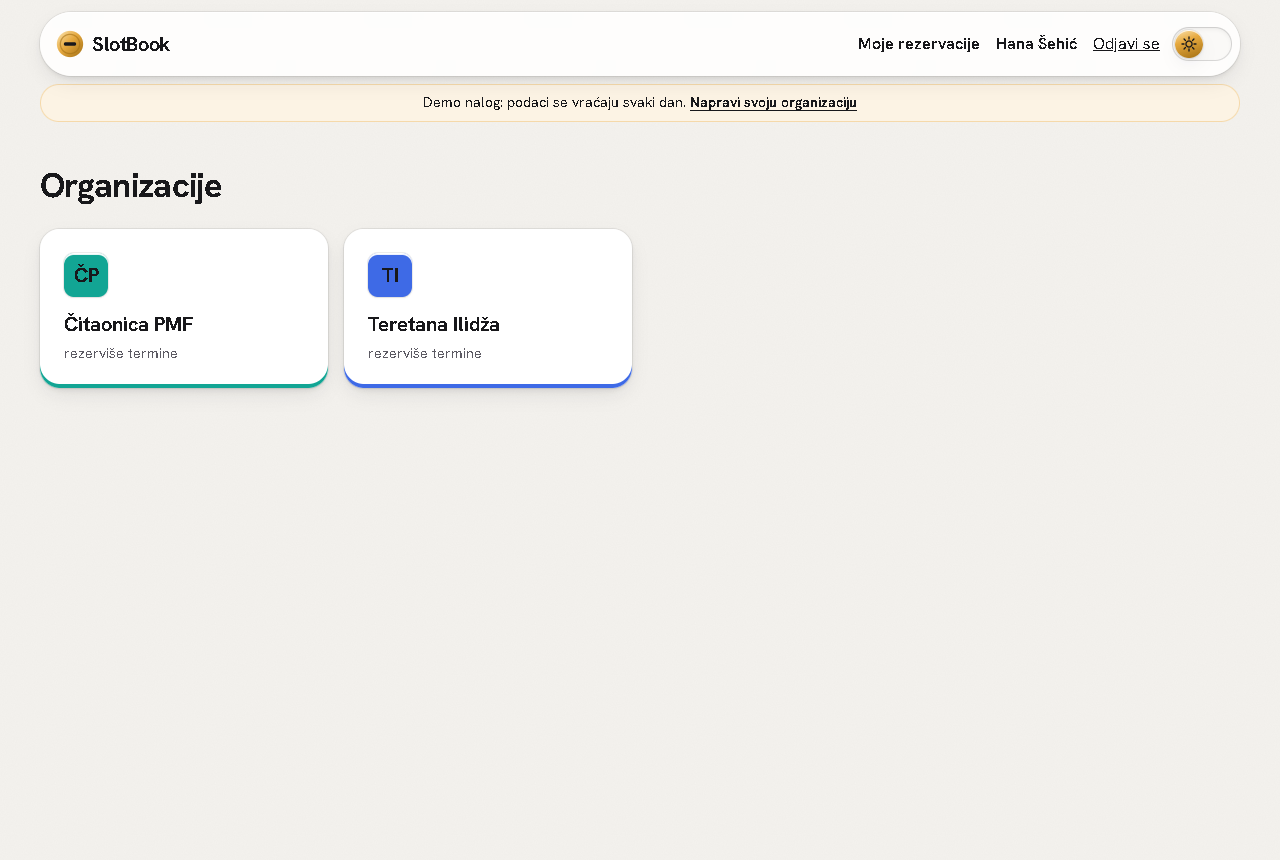 SlotBook
Moje rezervacije Hana Šehić Odjavi se
Demo nalog: podaci se vraćaju svaki dan. Napravi svoju organizaciju
Organizacije
ČP
Čitaonica PMF
rezerviše termine
TI
Teretana Ilidža
rezerviše termine